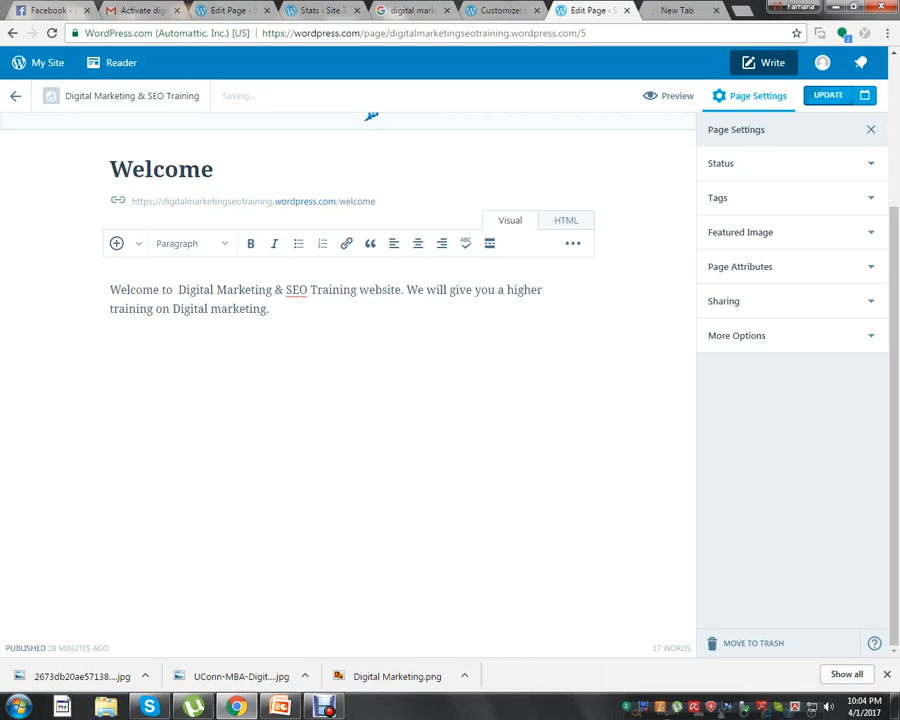 Facebook -
Activate dig
Edit Page ‹ S
Stats ‹ Site T
digital mark
Customize:
Edit Page ‹ S
New Tab
Farhana
WordPress.com (Automattic, Inc.) [US] https://wordpress.com/page/digitalmarketingseotraining.wordpress.com/5
My Site Reader Write
Digital Marketing & SEO Training Saving... Preview Page Settings UPDATE
Page Settings
Welcome
Status
https://digitalmarketingseotraining.wordpress.com/welcome
Tags
Visual HTML
Paragraph B I ABC
Featured Image
Page Attributes
Welcome to Digital Marketing & SEO Training website. We will give you a higher
training on Digital marketing.
Sharing
More Options
PUBLISHED 28 MINUTES AGO 17 WORDS MOVE TO TRASH
2673db20ae57138....jpg UConn-MBA-Digit....jpg Digital Marketing.png Show all
10:04 PM
4/1/2017